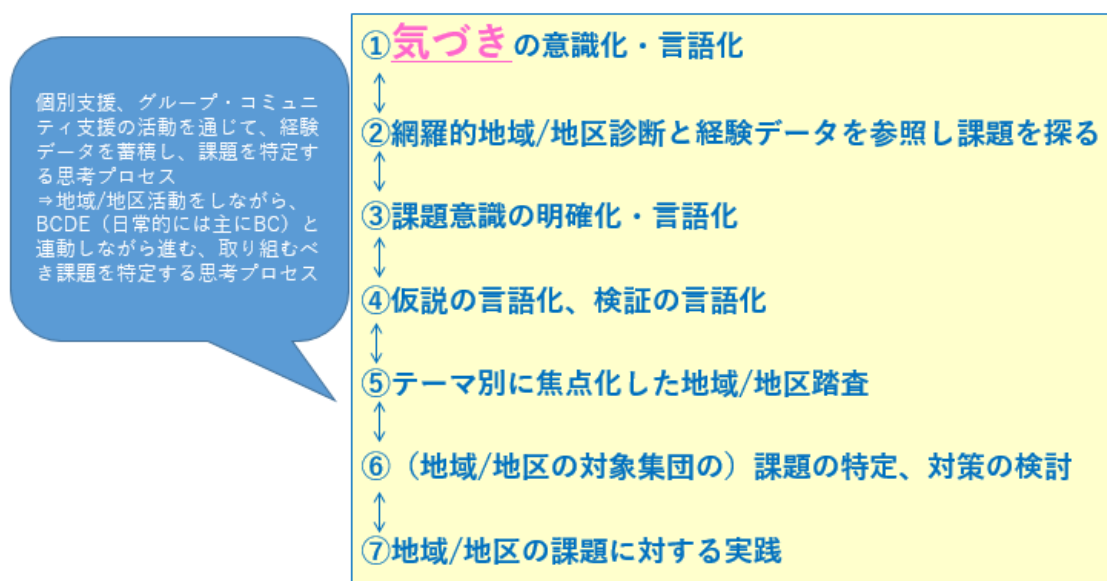 個別支援、グループ・コミュニ
ティ支援の活動を通じて、経験
データを蓄積し、課題を特定す
る思考プロセス
⇒地域/地区活動をしながら、
BCDE（日常的には主にBC）と
連動しながら進む、取り組むべ
き課題を特定する思考プロセス
①気づきの意識化・言語化
②網羅的地域/地区診断と経験データを参照し課題を探る
③課題意識の明確化・言語化
④仮説の言語化、検証の言語化
⑤テーマ別に焦点化した地域/地区踏査
⑥（地域/地区の対象集団の）課題の特定、対策の検討
⑦地域/地区の課題に対する実践